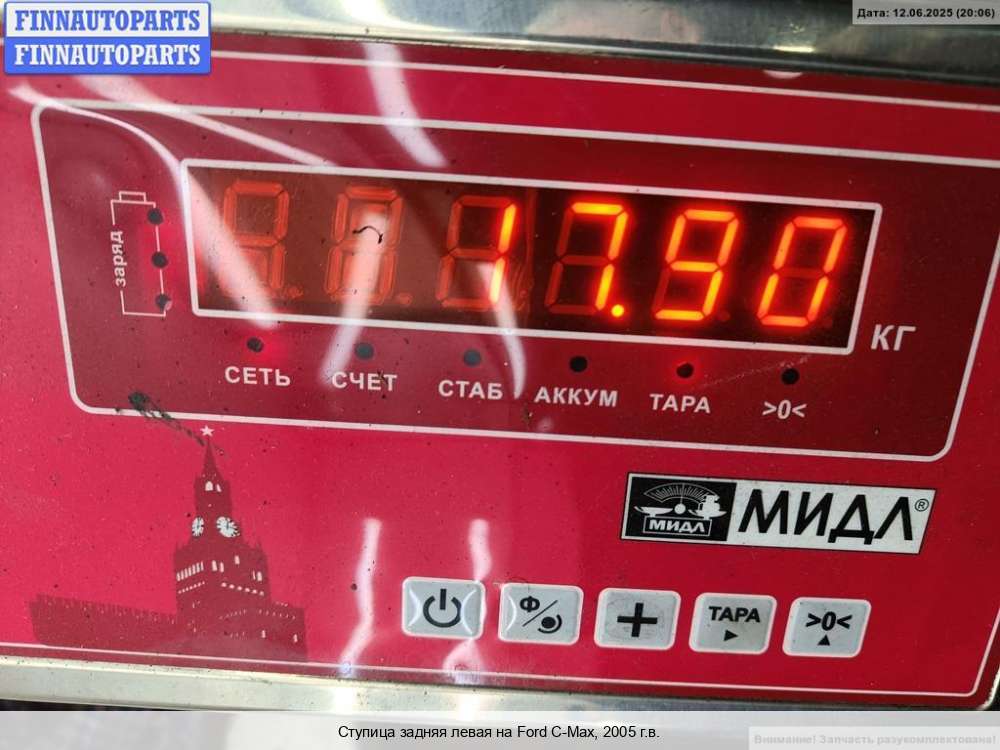 FINNAUTOPARTS
FINNAUTOPARTS
Дата: 12.06.2025 (20:06)
заряд
17.90
КГ
СЕТЬ СЧЕТ СТАБ АККУМ ТАРА >0<
МИДЛ МИДЛ®
Ф ТАРА >0<
Ступица задняя левая на Ford C-Max, 2005 г.в.
Внимание! Запчасть разукомплектована!